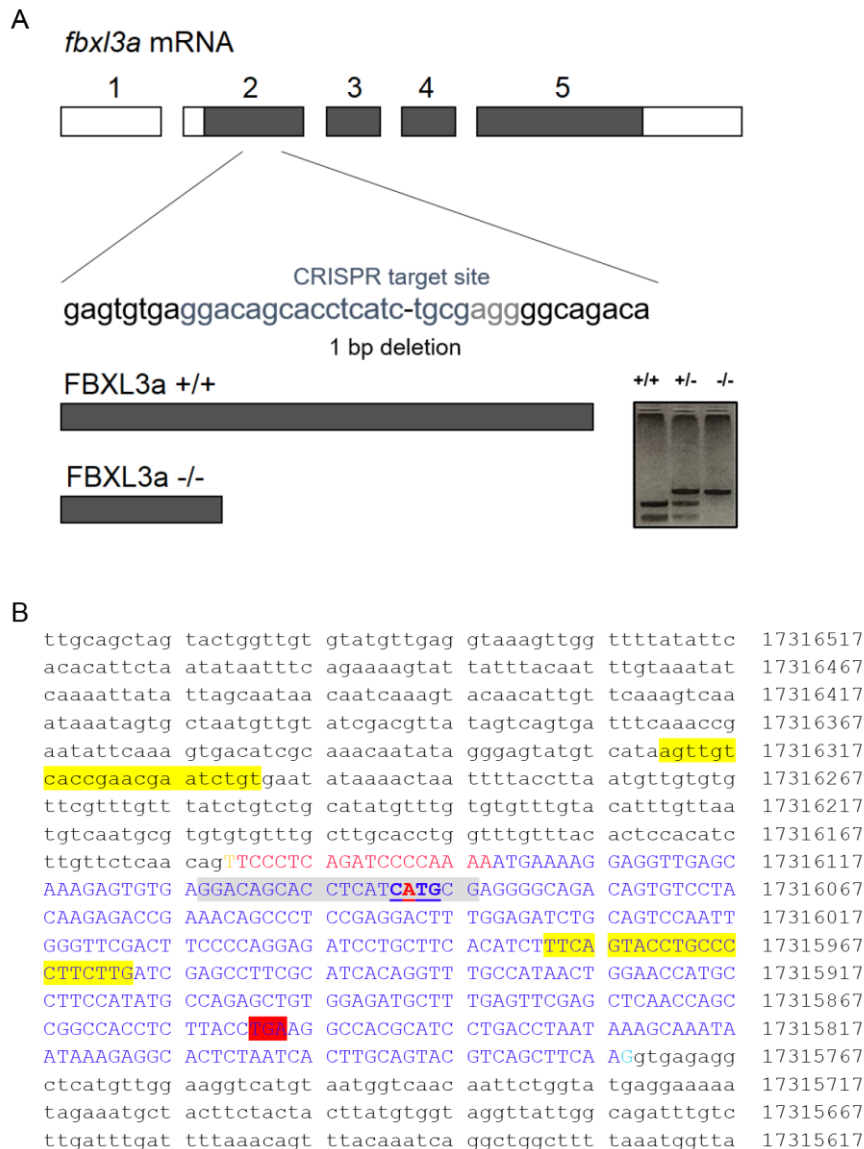 A
fbxl3a mRNA
1 2 3 4 5
CRISPR target site
gagtgtgaggacagcacctcatc-tgcgaggggcagaca
1 bp deletion
FBXL3a +/+
+/+ +/- -/-
FBXL3a -/-
B
ttgcagctag tactggttgt gtatgttgag gtaaagttgg ttttatattc 17316517
acacattcta atataatttc agaaaagtat tatttacaat ttgtaaatat 17316467
caaaattata ttagcaataa caatcaaagt acaacattgt tcaaagtcaa 17316417
ataaatagtg ctaatgttgt atcgacgtta tagtcagtga tttcaaaccg 17316367
aatattcaaa gtgacatcgc aaacaatata gggagtatgt cataagttgt 17316317
caccgaacga atctgtgaat ataaaactaa ttttacctta atgttgtgtg 17316267
ttcgtttgtt tatctgtctg catatgtttg tgtgtttgta catttgttaa 17316217
tgtcaatgcg tgtgtgtttg cttgcacctg ggtttgttac actccacatc 17316167
ttgttctcaac cagTTCCCTC AGATCCCCAA AAATGAAAAG GAGGTTGAGC 17316117
AAAGAGTGTGA GGACAGCAC CTCATCATGC GAGGGGCAGA CAGTGTCCTA 17316067
CAAGAGACCG AAACAGCCCT CCGAGGACTT TGGAGATCTG CAGTCCAATT 17316017
GGGTTCGACT TCCCCAGGAG ATCCTGCTTC ACATCTTTCA GTACCTGCCC 17315967
CTTCTTGATC GAGCCTTCGC ATCACAGGTT TGCCATAACT GGAACCATGC 17315917
CTTCCATATG CCAGAGCTGT GGAGATGCTT TGAGTTCGAG CTCAACCAGC 17315867
CGGCCACCTC TTACCTGAAG GCCACGCATC CTGACCTAAT AAAGCAAATA 17315817
ATAAAGAGGC ACTCTAATCA CTTGCAGTAC GTCAGCTTCA AGgtgagagg 17315767
ctcatgttgg aaggtcatgt aatggtcaac aattctggta tgaggaaaaa 17315717
tagaaatgct acttctacta cttatgtggt aggttattgg cagatttgtc 17315667
ttgatttgat tttaaacagt ttacaaatca ggctggcttt taaatggtta 17315617